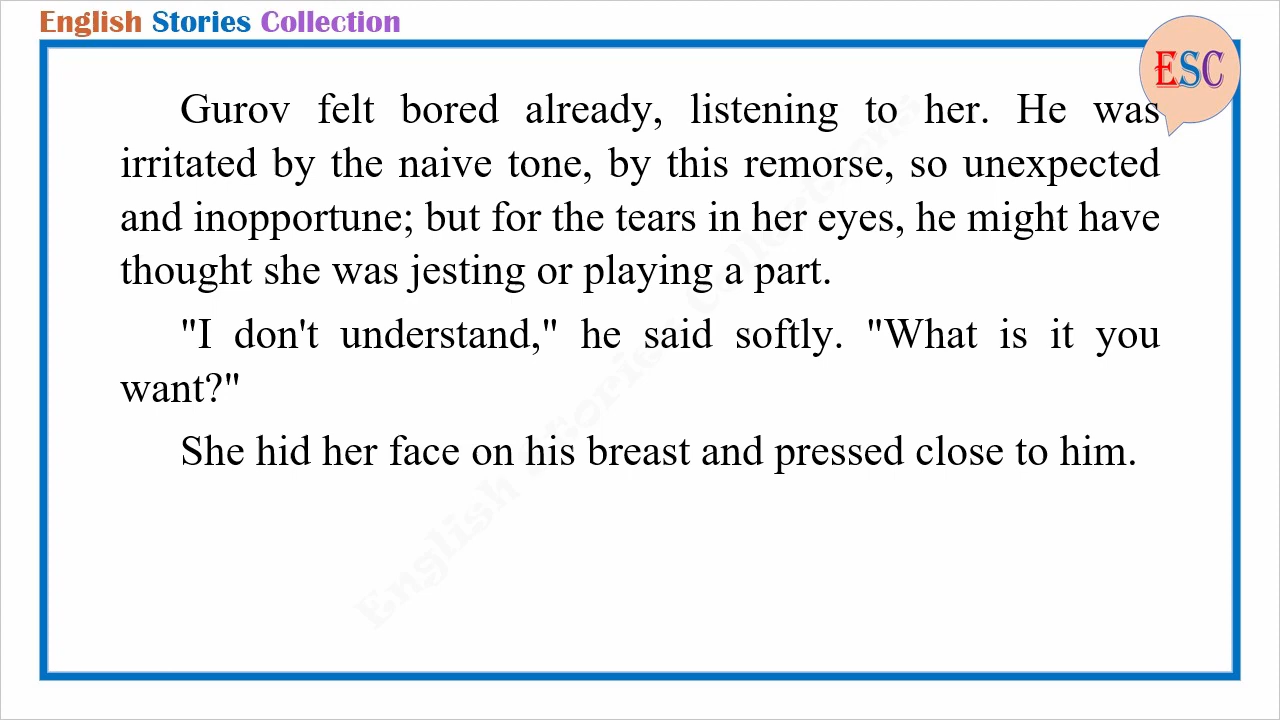 English Stories Collection
ESC
Gurov felt bored already, listening to her. He was
irritated by the naive tone, by this remorse, so unexpected
and inopportune; but for the tears in her eyes, he might have
thought she was jesting or playing a part.
"I don't understand," he said softly. "What is it you
want?"
She hid her face on his breast and pressed close to him.
English Stories Collections